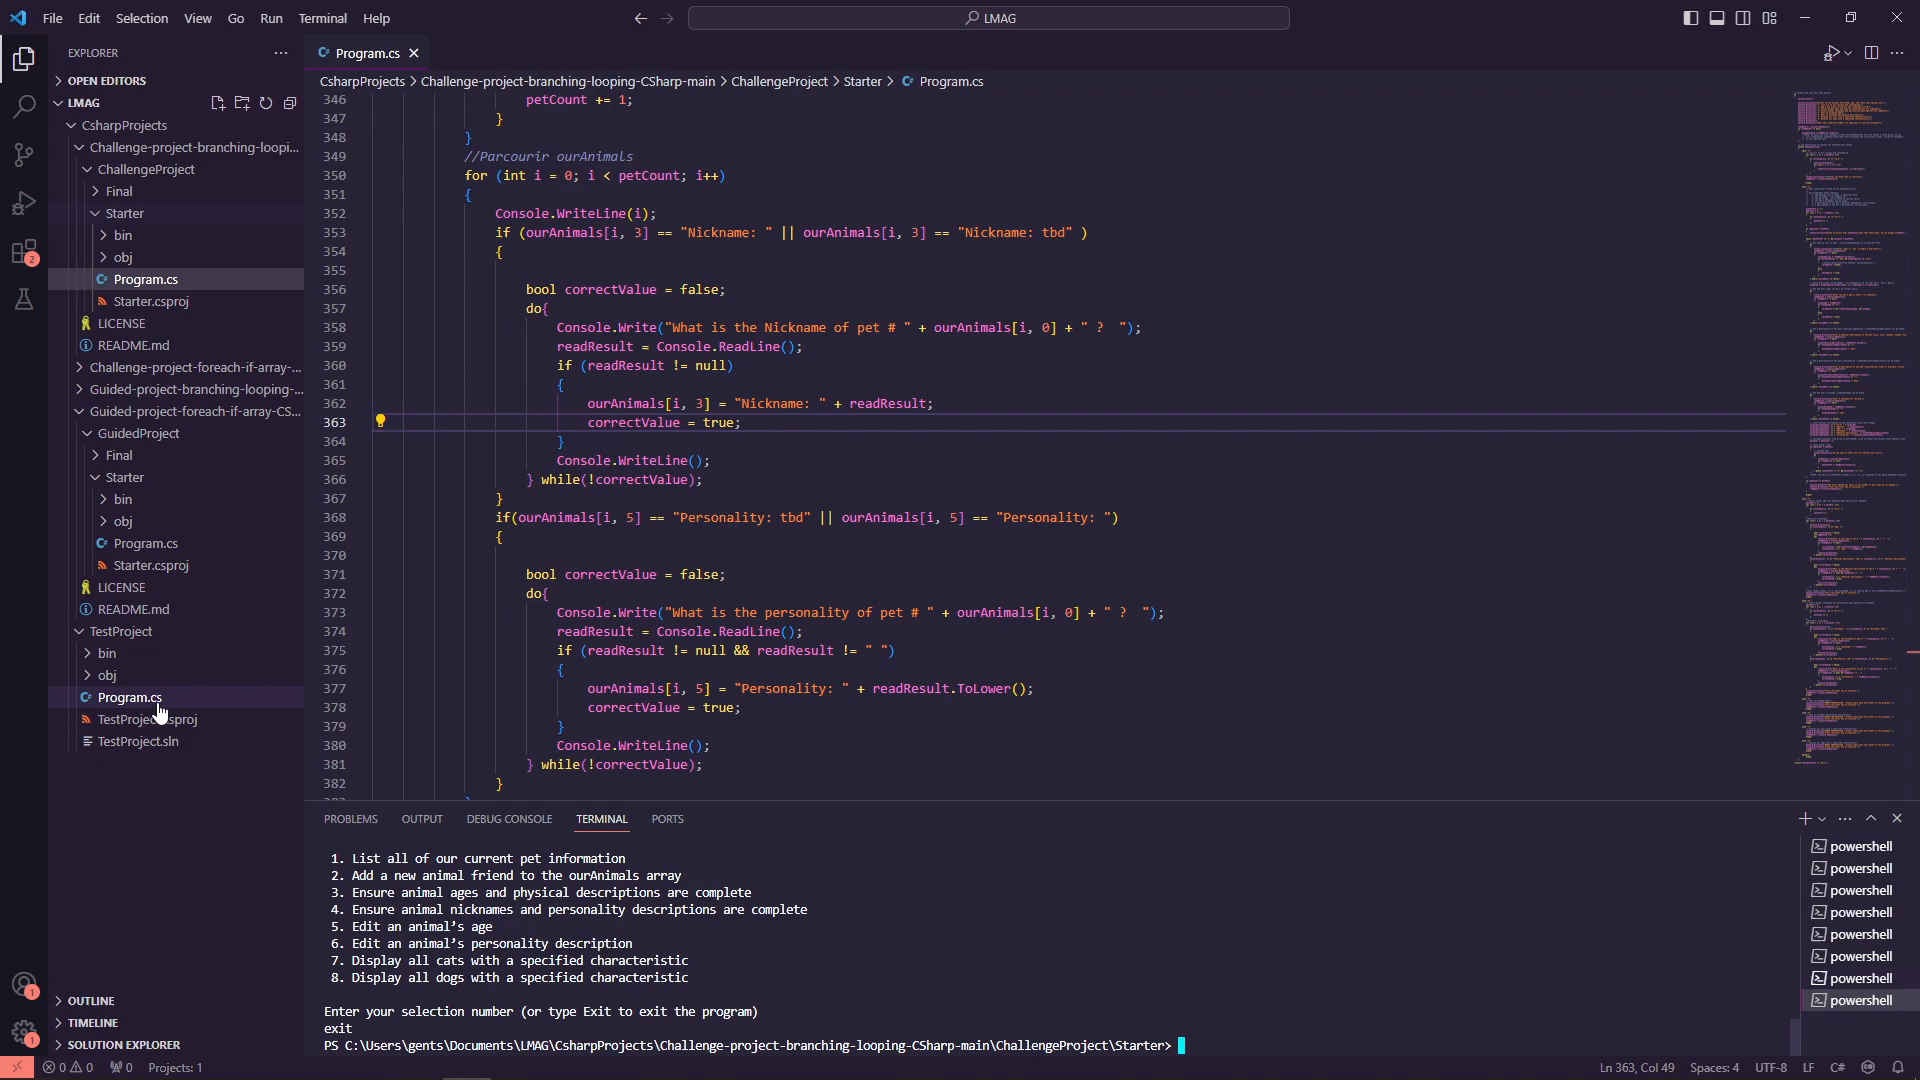 File Edit Selection View Go Run Terminal Help
LMAG
EXPLORER
OPEN EDITORS
LMAG
CsharpProjects
Challenge-project-branching-loopi...
ChallengeProject
Final
Starter
bin
obj
Program.cs
Starter.csproj
LICENSE
README.md
Challenge-project-foreach-if-array-...
Guided-project-branching-looping-...
Guided-project-foreach-if-array-CS...
GuidedProject
Final
Starter
bin
obj
Program.cs
Starter.csproj
LICENSE
README.md
TestProject
bin
obj
Program.cs
TestProject.csproj
TestProject.sln
OUTLINE
TIMELINE
SOLUTION EXPLORER
Program.cs
CsharpProjects > Challenge-project-branching-looping-CSharp-main > ChallengeProject > Starter > Program.cs
346 petCount += 1;
347 }
348 }
349 //Parcourir ourAnimals
350 for (int i = 0; i < petCount; i++)
351 {
352 Console.WriteLine(i);
353 if (ourAnimals[i, 3] == "Nickname: " || ourAnimals[i, 3] == "Nickname: tbd" )
354 {
355
356 bool correctValue = false;
357 do{
358 Console.Write("What is the Nickname of pet # " + ourAnimals[i, 0] + " ?  ");
359 readResult = Console.ReadLine();
360 if (readResult != null)
361 {
362 ourAnimals[i, 3] = "Nickname: " + readResult;
363 correctValue = true;
364 }
365 Console.WriteLine();
366 } while(!correctValue);
367 }
368 if(ourAnimals[i, 5] == "Personality: tbd" || ourAnimals[i, 5] == "Personality: ")
369 {
370
371 bool correctValue = false;
372 do{
373 Console.Write("What is the personality of pet # " + ourAnimals[i, 0] + " ?  ");
374 readResult = Console.ReadLine();
375 if (readResult != null && readResult != " ")
376 {
377 ourAnimals[i, 5] = "Personality: " + readResult.ToLower();
378 correctValue = true;
379 }
380 Console.WriteLine();
381 } while(!correctValue);
382 }
PROBLEMS OUTPUT DEBUG CONSOLE TERMINAL PORTS
1. List all of our current pet information
2. Add a new animal friend to the ourAnimals array
3. Ensure animal ages and physical descriptions are complete
4. Ensure animal nicknames and personality descriptions are complete
5. Edit an animal's age
6. Edit an animal's personality description
7. Display all cats with a specified characteristic
8. Display all dogs with a specified characteristic
Enter your selection number (or type Exit to exit the program)
exit
PS C:\Users\gents\Documents\LMAG\CsharpProjects\Challenge-project-branching-looping-CSharp-main\ChallengeProject\Starter>
powershell
powershell
powershell
powershell
powershell
powershell
powershell
powershell
2
1
1
0 0 0 Projects: 1
Ln 363, Col 49 Spaces: 4 UTF-8 LF C#